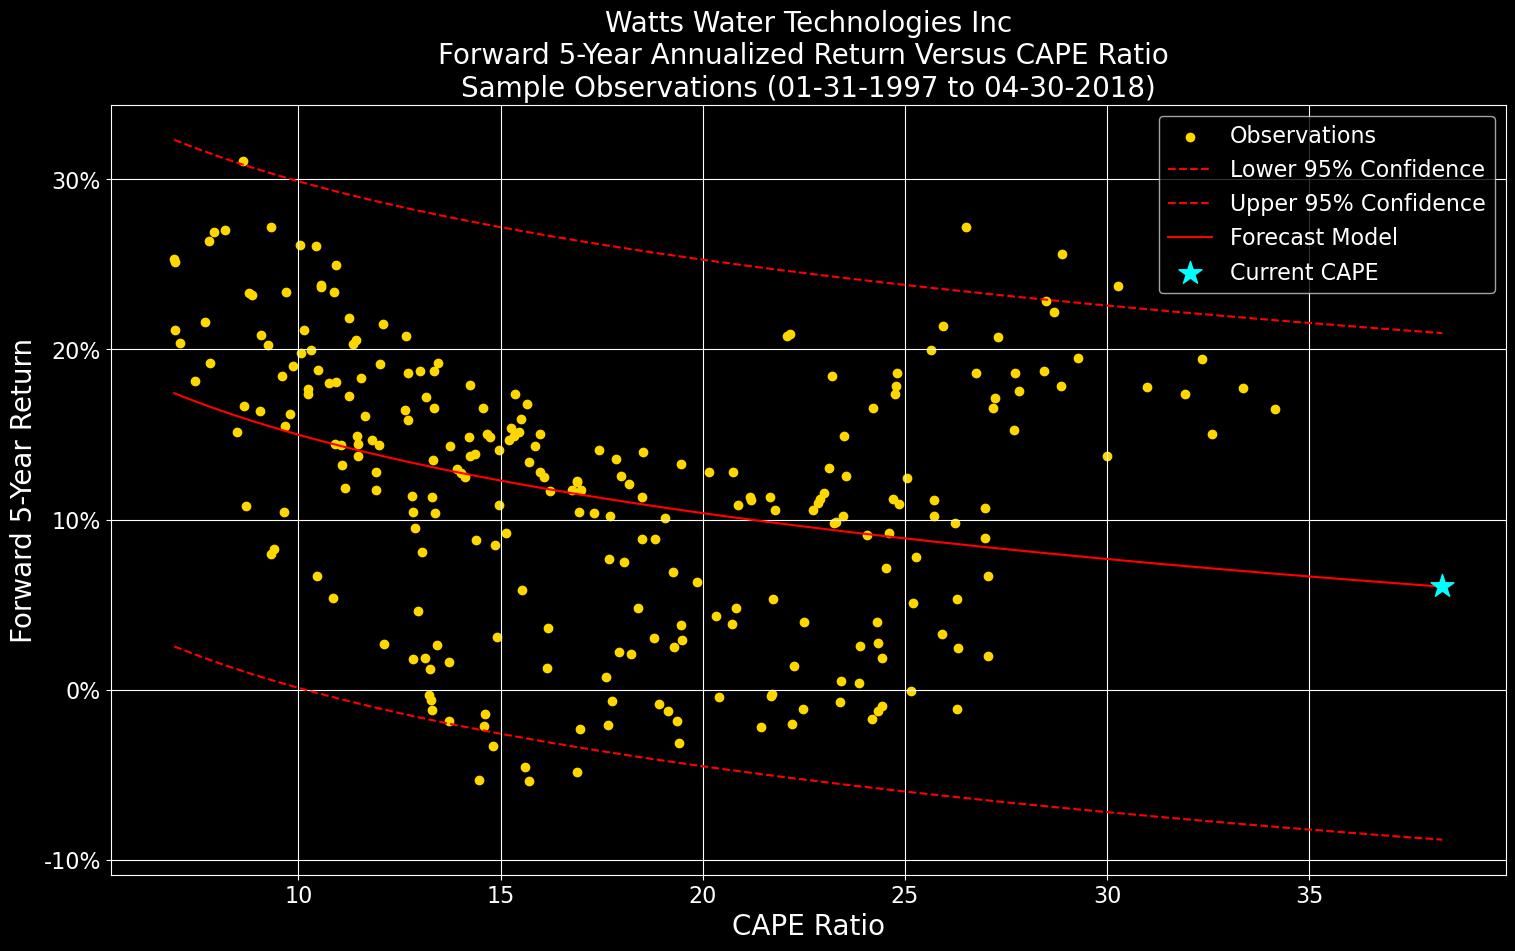 Watts Water Technologies Inc
Forward 5-Year Annualized Return Versus CAPE Ratio
Sample Observations (01-31-1997 to 04-30-2018)
Observations
Lower 95% Confidence
Upper 95% Confidence
Forecast Model
Current CAPE
Forward 5-Year Return
30%
20%
10%
0%
-10%
10 15 20 25 30 35
CAPE Ratio